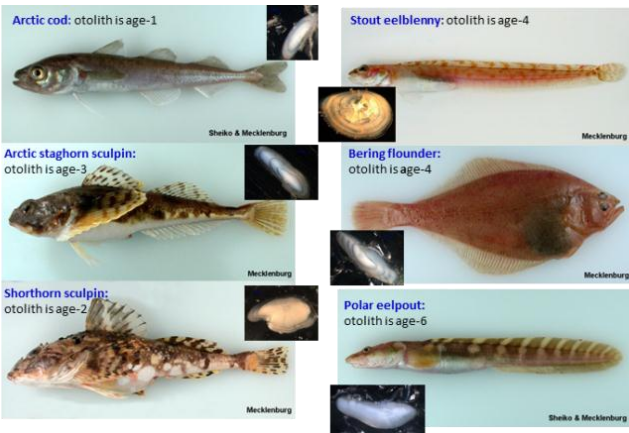 Arctic cod: otolith is age-1
Sheiko & Mecklenburg
Arctic staghorn sculpin:
otolith is age-3
Mecklenburg
Shorthorn sculpin:
otolith is age-2
Mecklenburg
Stout eelblenny: otolith is age-4
Mecklenburg
Bering flounder:
otolith is age-4
Mecklenburg
Polar eelpout:
otolith is age-6
Sheiko & Mecklenburg